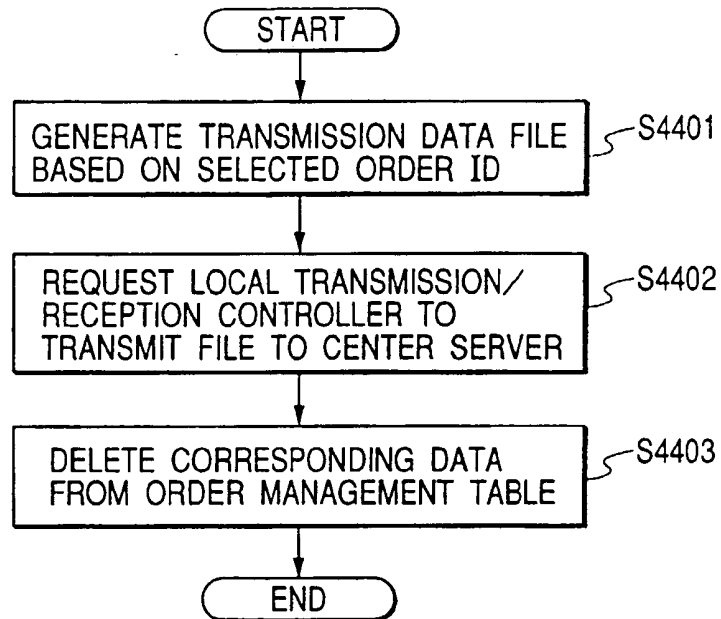 START
GENERATE TRANSMISSION DATA FILE
BASED ON SELECTED ORDER ID
S4401
REQUEST LOCAL TRANSMISSION/
RECEPTION CONTROLLER TO
TRANSMIT FILE TO CENTER SERVER
S4402
DELETE CORRESPONDING DATA
FROM ORDER MANAGEMENT TABLE
S4403
END